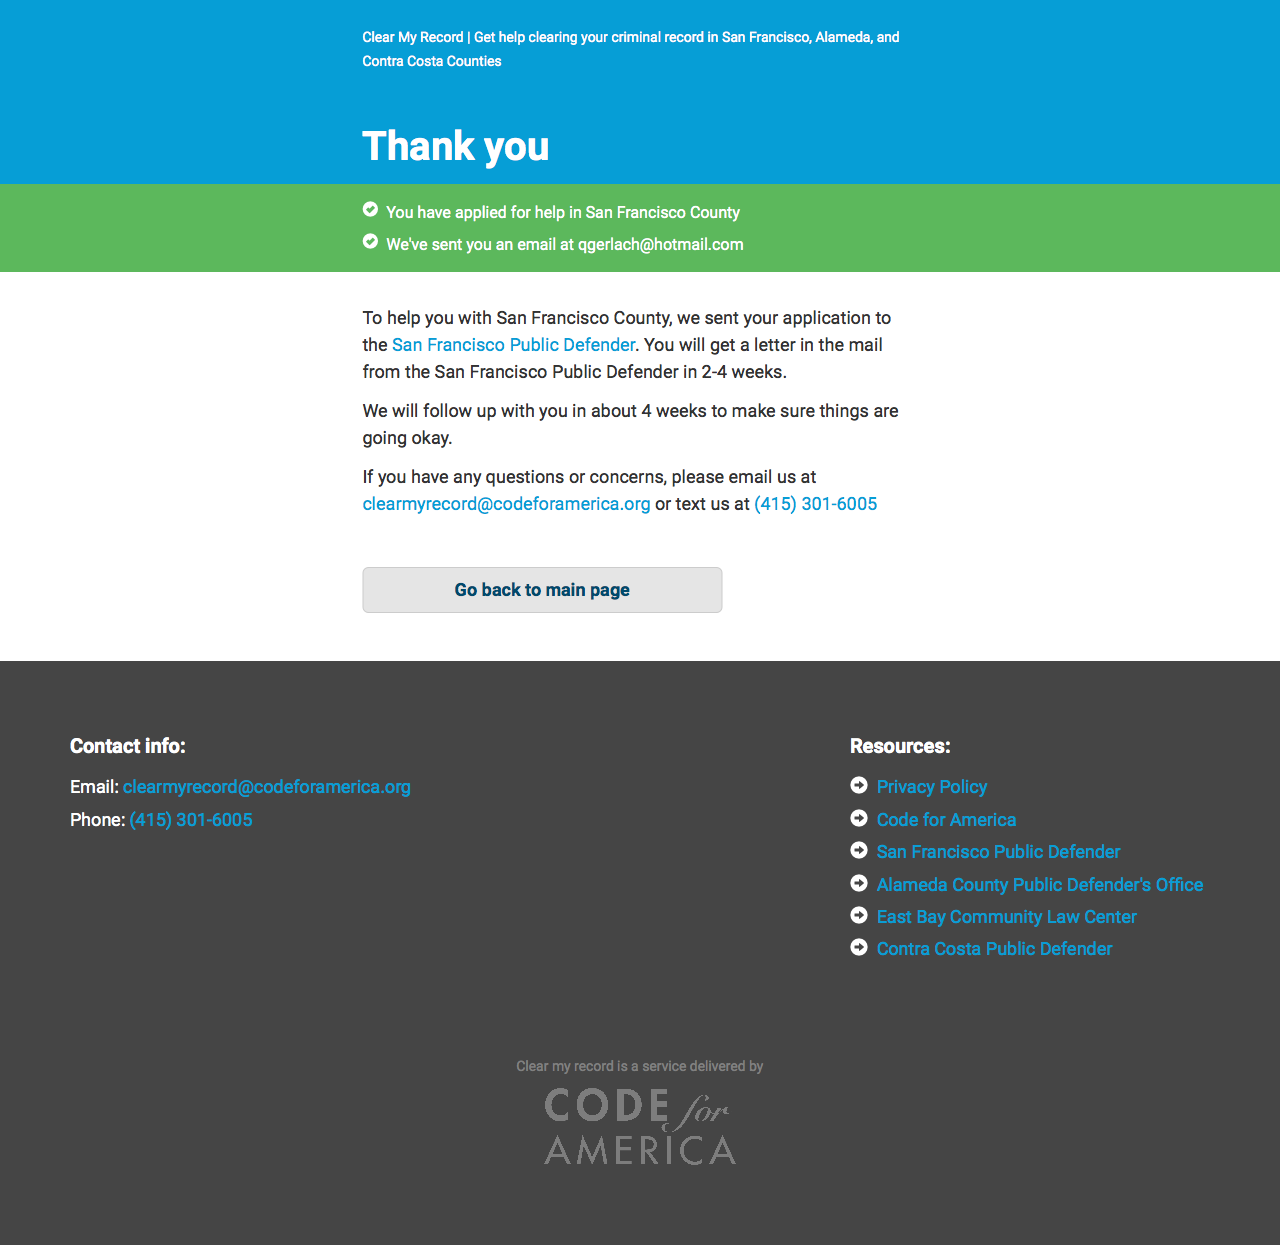 Clear My Record | Get help clearing your criminal record in San Francisco, Alameda, and
Contra Costa Counties
Thank you
You have applied for help in San Francisco County
We've sent you an email at qgerlach@hotmail.com
To help you with San Francisco County, we sent your application to
the San Francisco Public Defender. You will get a letter in the mail
from the San Francisco Public Defender in 2-4 weeks.
We will follow up with you in about 4 weeks to make sure things are
going okay.
If you have any questions or concerns, please email us at
clearmyrecord@codeforamerica.org or text us at (415) 301-6005
Go back to main page
Contact info:
Email: clearmyrecord@codeforamerica.org
Phone: (415) 301-6005
Resources:
Privacy Policy
Code for America
San Francisco Public Defender
Alameda County Public Defender's Office
East Bay Community Law Center
Contra Costa Public Defender
Clear my record is a service delivered by
CODE for
AMERICA